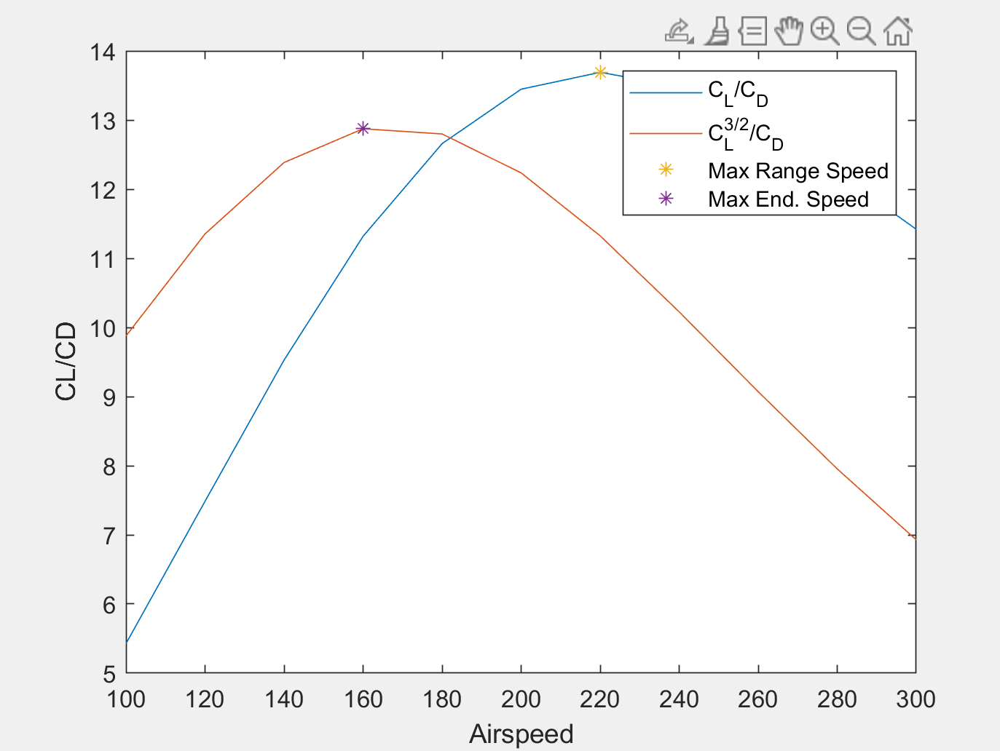 14
13
12
11
10
9
8
7
6
5
CL/CD
C_L/C_D
C_L^{3/2}/C_D
Max Range Speed
Max End. Speed
100 120 140 160 180 200 220 240 260 280 300
Airspeed